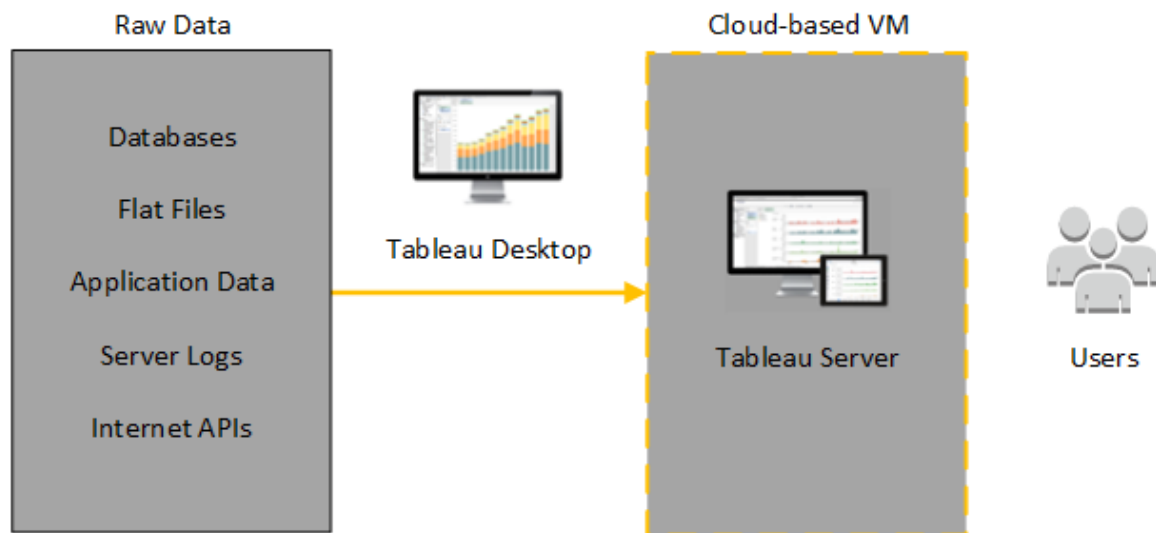 Raw Data
Databases
Flat Files
Application Data
Server Logs
Internet APIs
Tableau Desktop
Cloud-based VM
Tableau Server
Users